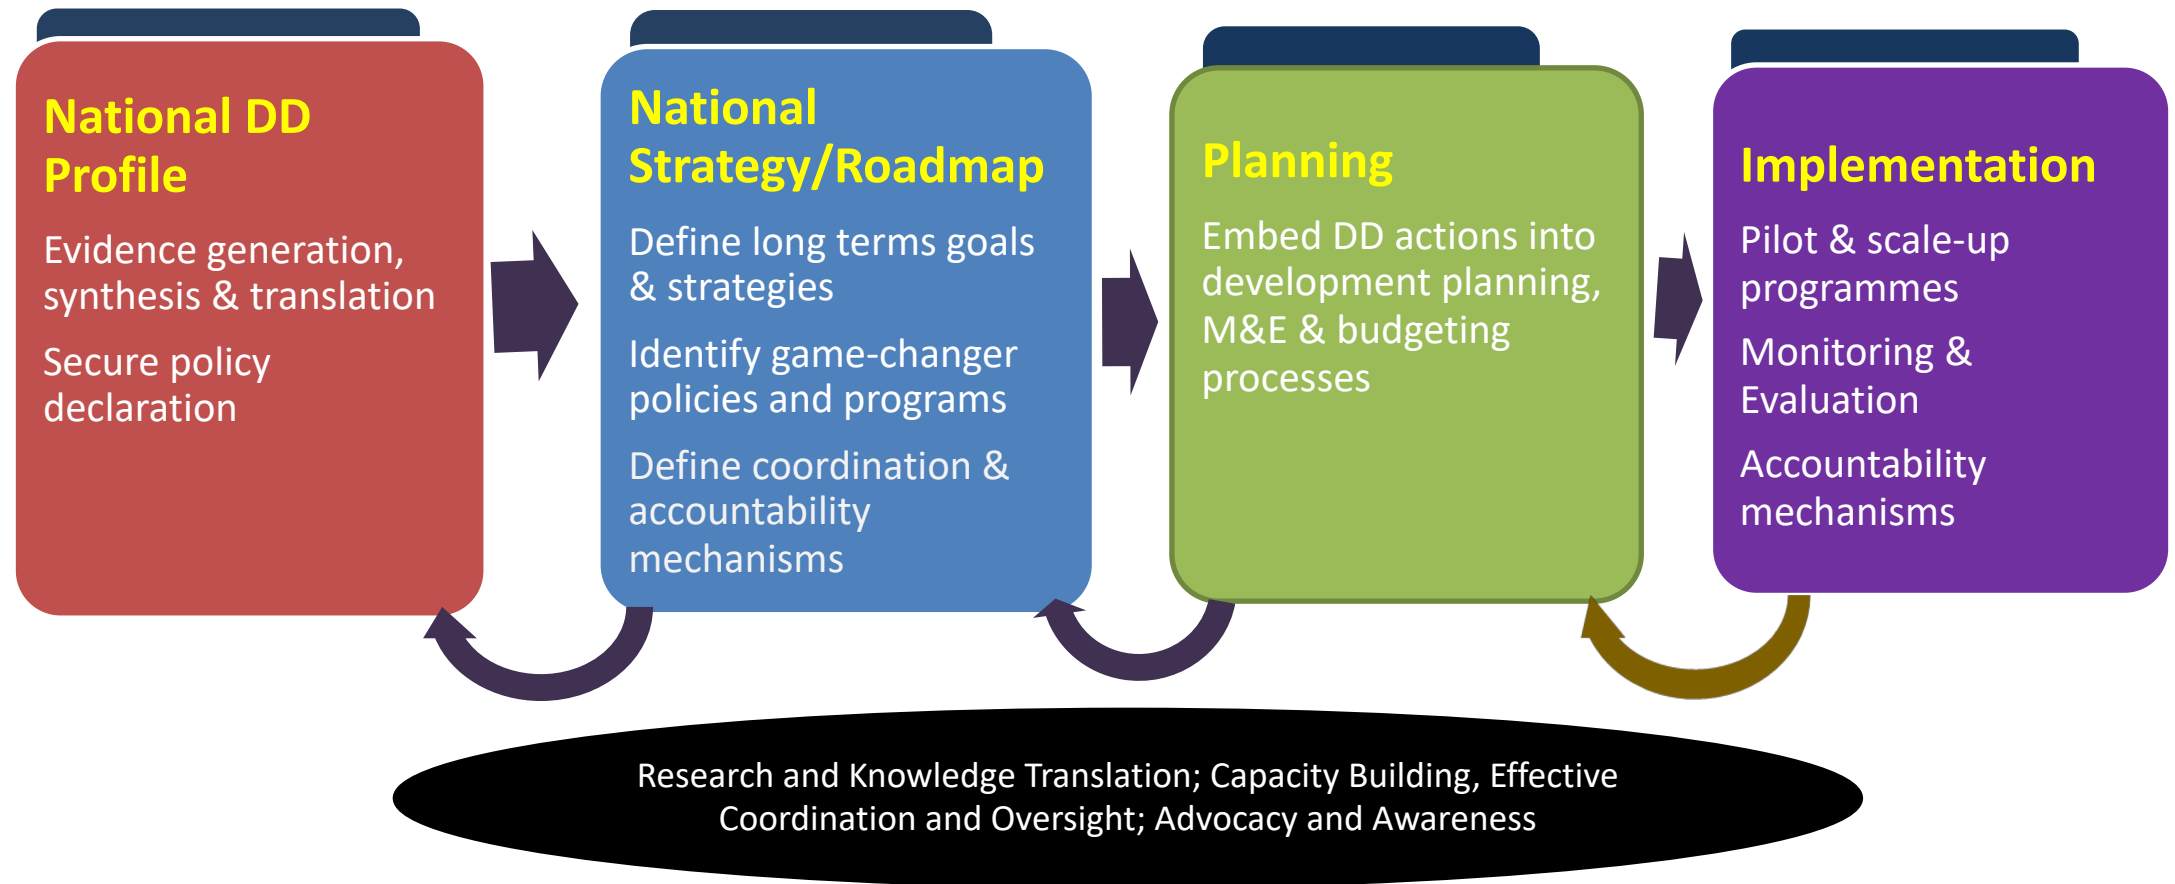 National DD
Profile
Evidence generation,
synthesis & translation
Secure policy
declaration
National
Strategy/Roadmap
Define long terms goals
& strategies
Identify game-changer
policies and programs
Define coordination &
accountability
mechanisms
Planning
Embed DD actions into
development planning,
M&E & budgeting
processes
Implementation
Pilot & scale-up
programmes
Monitoring &
Evaluation
Accountability
mechanisms
Research and Knowledge Translation; Capacity Building, Effective
Coordination and Oversight; Advocacy and Awareness